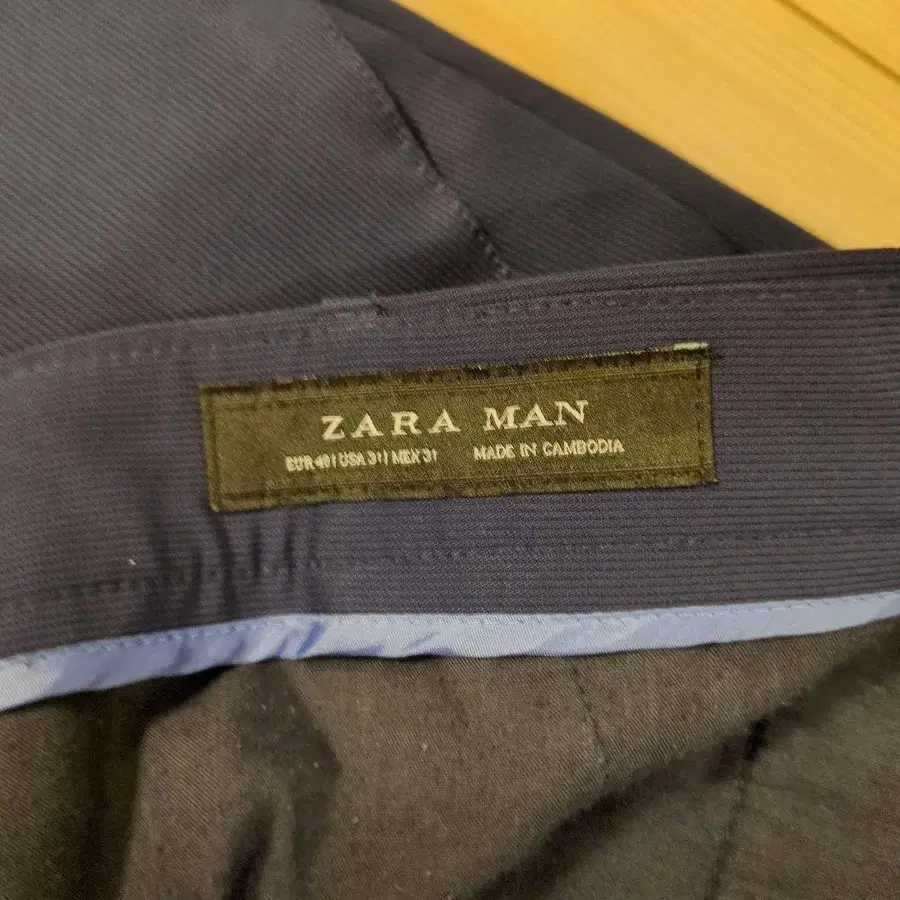 ZARA MAN
EUR 40 / USA 31 / MEX 31 MADE IN CAMBODIA